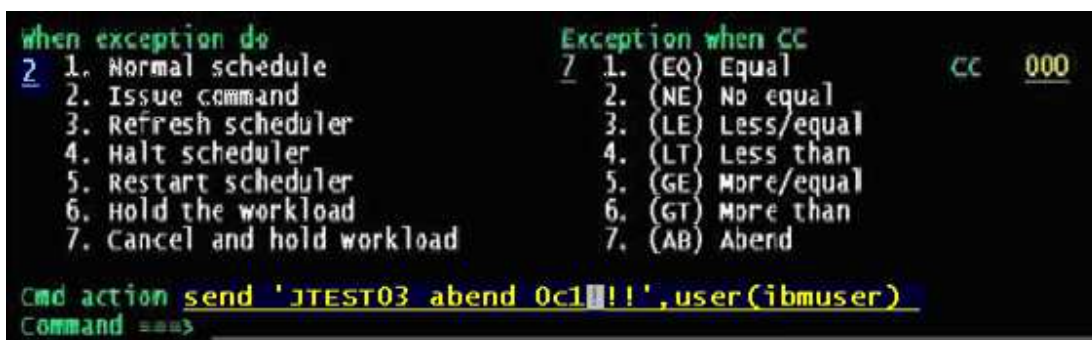 When exception do Exception when CC
2 1. Normal schedule 7 1. (EQ) Equal CC 000
2. Issue command 2. (NE) No equal
3. Refresh scheduler 3. (LE) Less/equal
4. Halt scheduler 4. (LT) Less than
5. Restart scheduler 5. (GE) More/equal
6. Hold the workload 6. (GT) More than
7. Cancel and hold workload 7. (AB) Abend
Cmd action send 'JTEST03 abend 0c1!!!',user(ibmuser)
Command ===>